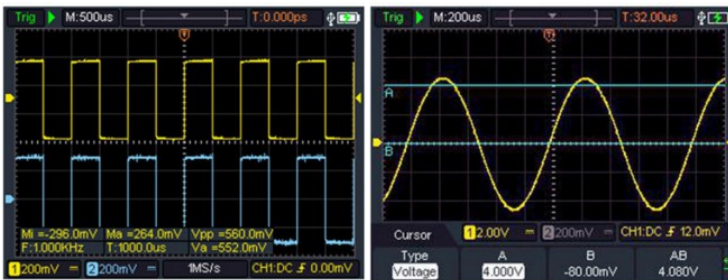 Trig M:500us T:0.000ps
Mi =-296.0mV Ma =264.0mV Vpp =560.0mV
F:1.000KHz T:1000.0us Va =552.0mV
1 200mV 2 200mV 1MS/s CH1:DC 0.00mV
Trig M:200us T:32.00us
T
A
B
Cursor 1 2.00V 2 200mV CH1:DC 12.0mV
Type A B AB
Voltage 4.000V -80.00mV 4.080V